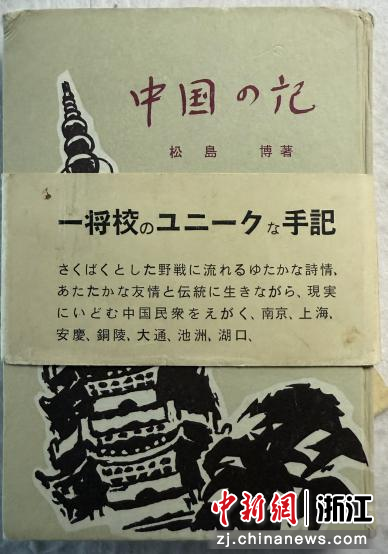 中国の記
松島 博著
一将校のユニークな手記
さくばくとした野戦に流れるゆたかな詩情、
あたたかな友情と伝統に生きながら、現実
にいどむ中国民衆をえがく、南京、上海、
安慶、銅陵、大通、池洲、湖口、
中新網 浙江
zj.chinanews.com